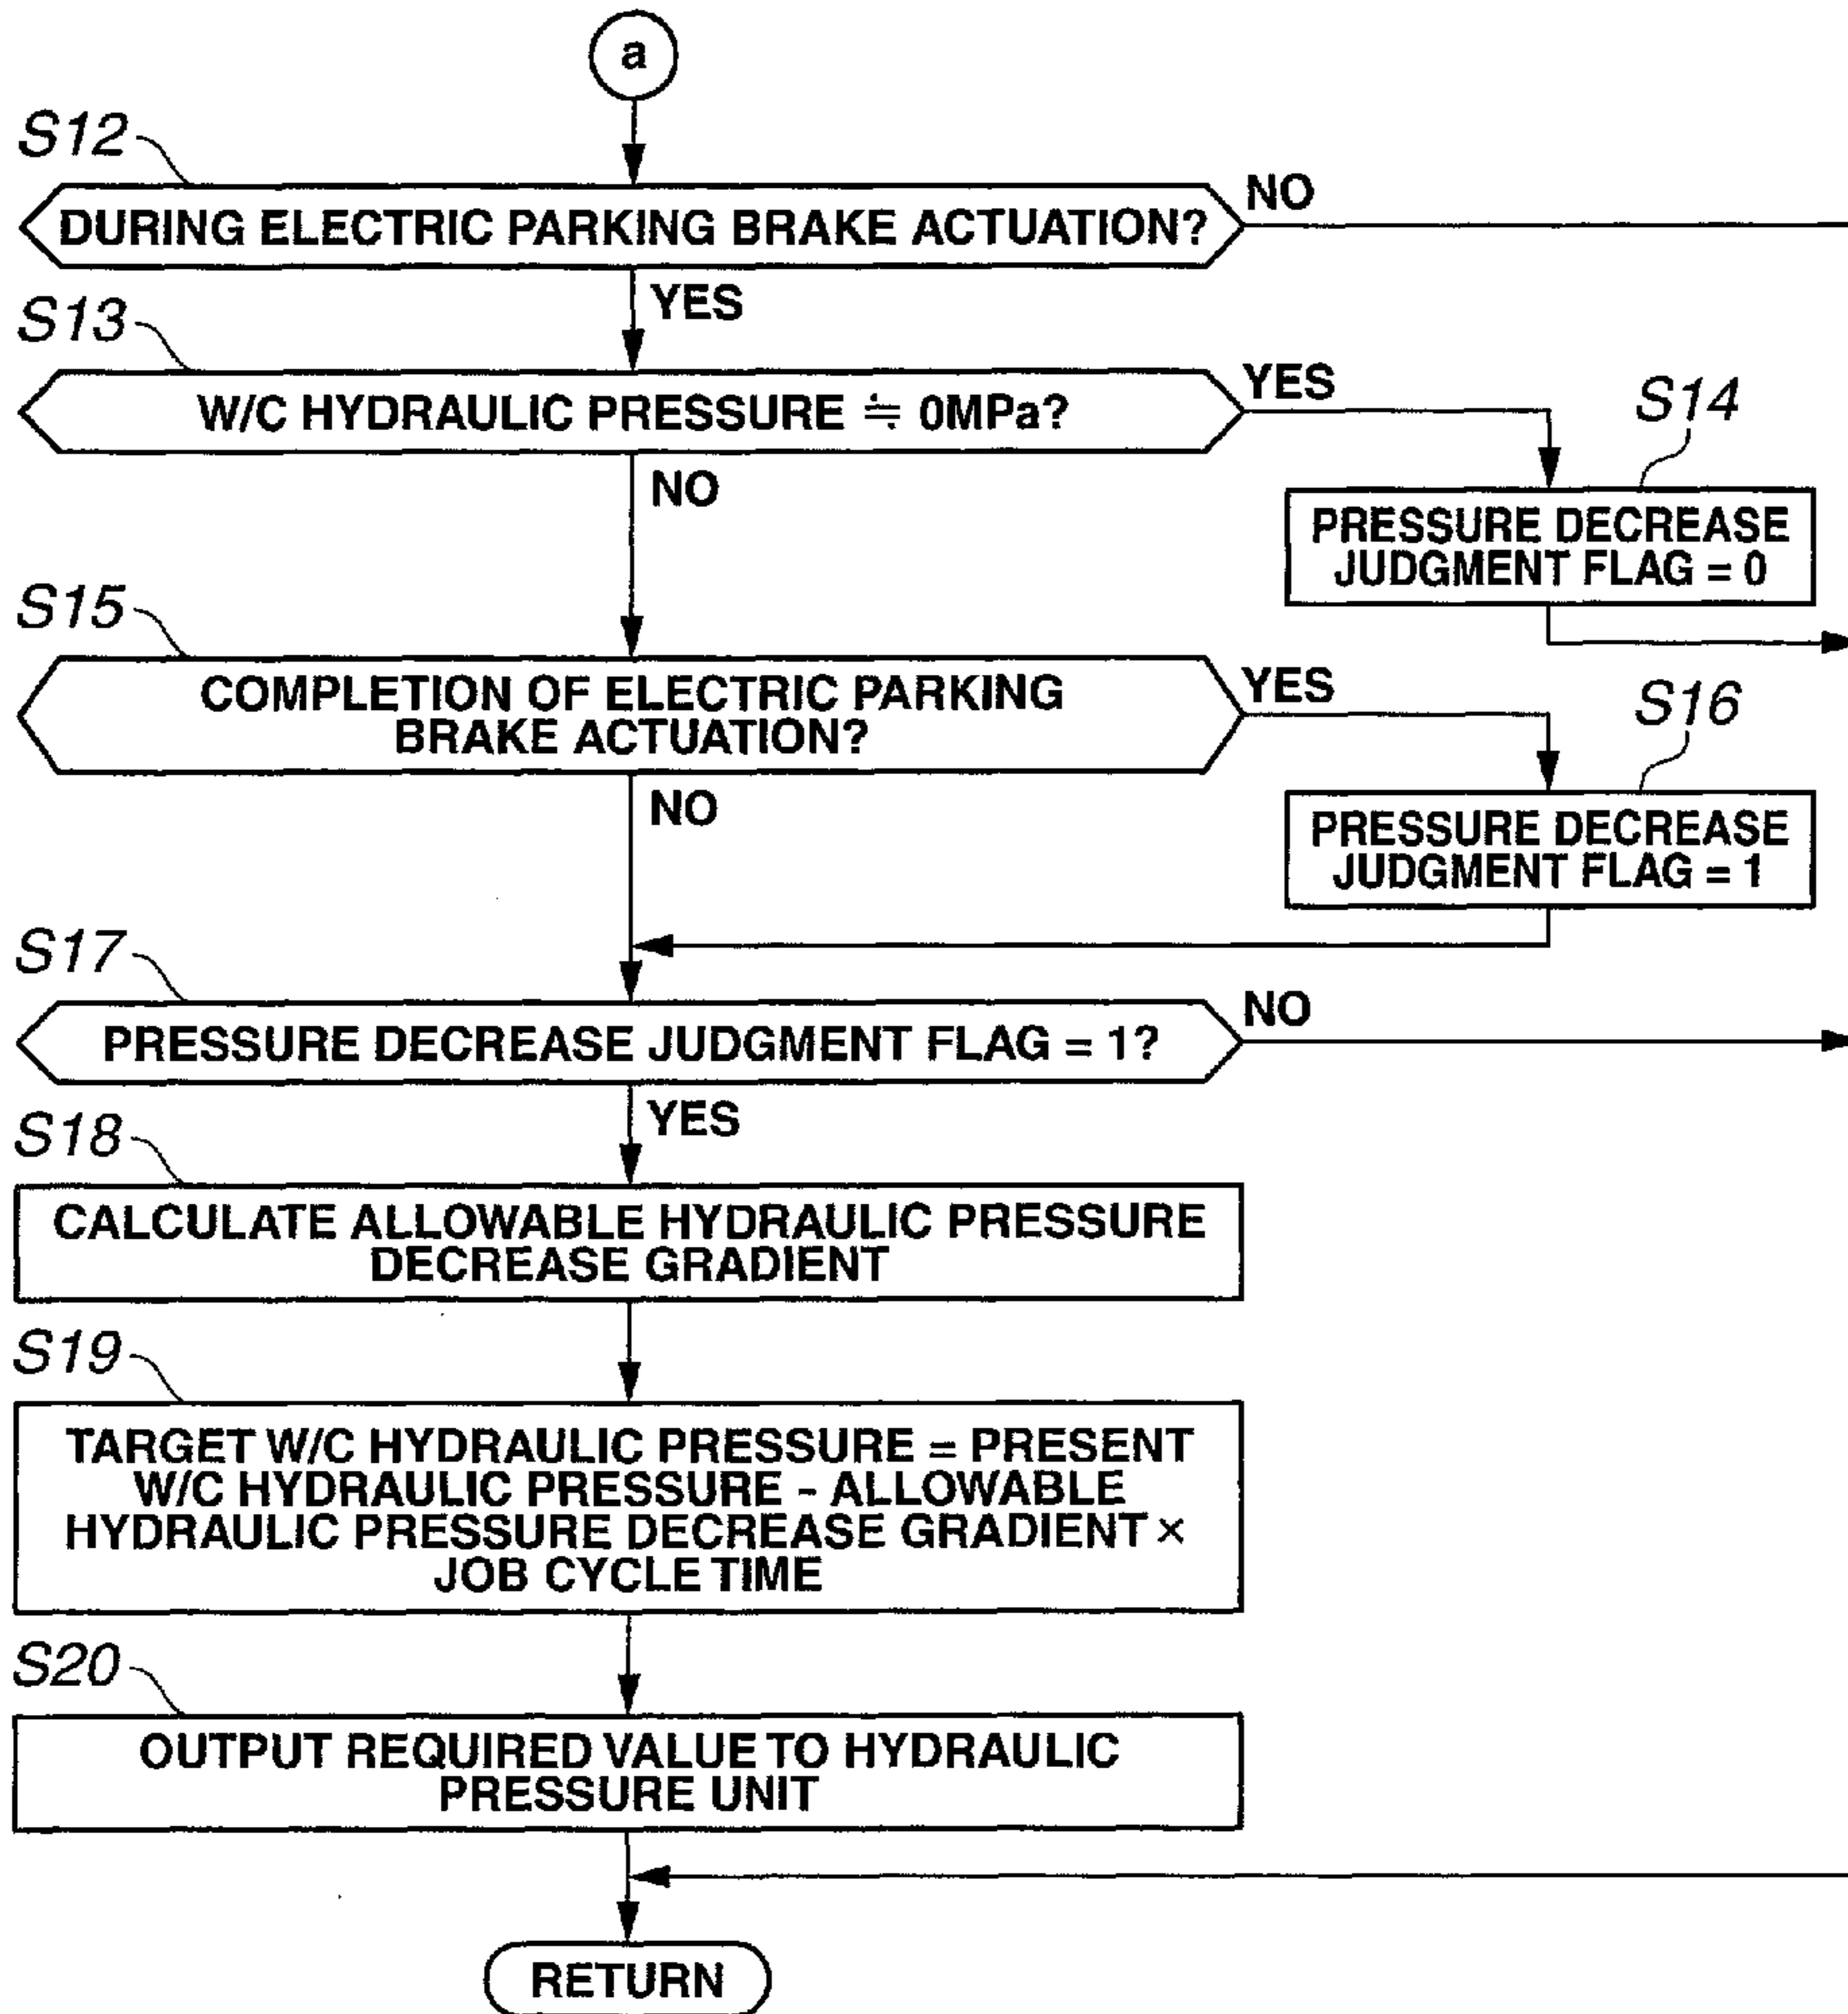 a
S12
DURING ELECTRIC PARKING BRAKE ACTUATION?
NO
YES
S13
W/C HYDRAULIC PRESSURE ≒ 0MPa?
YES
NO
S14
PRESSURE DECREASE
JUDGMENT FLAG = 0
S15
COMPLETION OF ELECTRIC PARKING
BRAKE ACTUATION?
YES
NO
S16
PRESSURE DECREASE
JUDGMENT FLAG = 1
S17
PRESSURE DECREASE JUDGMENT FLAG = 1?
NO
YES
S18
CALCULATE ALLOWABLE HYDRAULIC PRESSURE
DECREASE GRADIENT
S19
TARGET W/C HYDRAULIC PRESSURE = PRESENT
W/C HYDRAULIC PRESSURE - ALLOWABLE
HYDRAULIC PRESSURE DECREASE GRADIENT ×
JOB CYCLE TIME
S20
OUTPUT REQUIRED VALUE TO HYDRAULIC
PRESSURE UNIT
RETURN